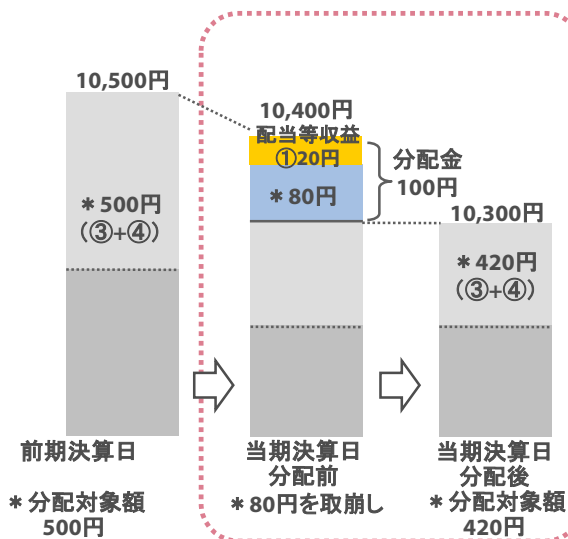 10,500円
＊500円
（③+④）
前期決算日
＊分配対象額
500円
10,400円
配当等収益
①20円
＊80円
分配金
100円
当期決算日
分配前
＊80円を取崩し
10,300円
＊420円
（③+④）
当期決算日
分配後
＊分配対象額
420円